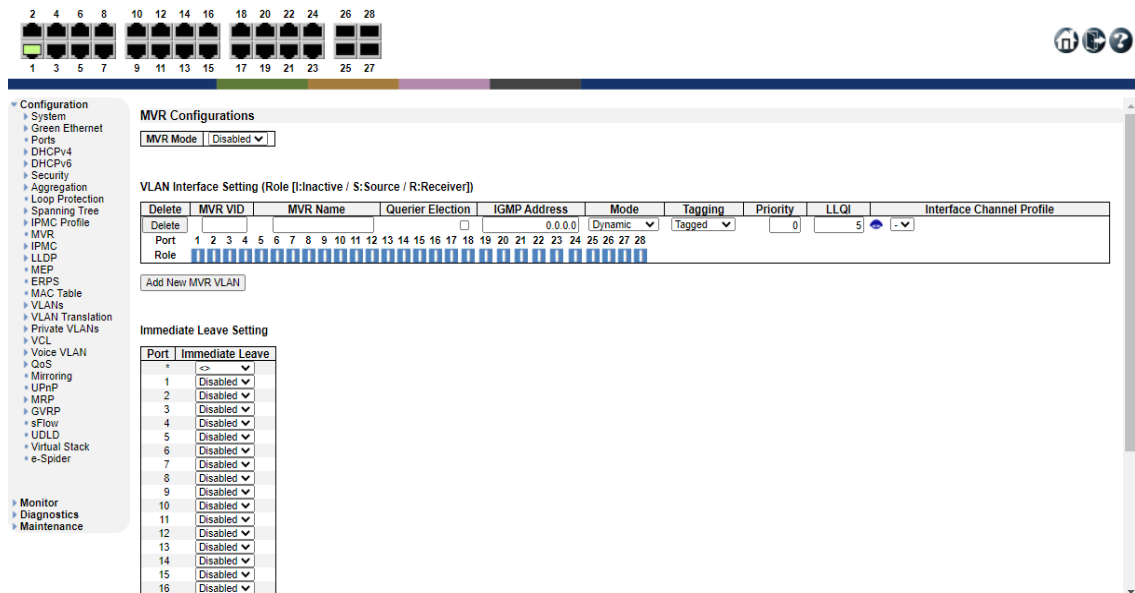 2 4 6 8 10 12 14 16 18 20 22 24 26 28
1 3 5 7 9 11 13 15 17 19 21 23 25 27
Configuration
System
Green Ethernet
Ports
DHCPv4
DHCPv6
Security
Aggregation
Loop Protection
Spanning Tree
IPMC Profile
MVR
IPMC
LLDP
MEP
ERPS
MAC Table
VLANs
VLAN Translation
Private VLANs
VCL
Voice VLAN
QoS
Mirroring
UPnP
MRP
GVRP
sFlow
UDLD
Virtual Stack
e-Spider
Monitor
Diagnostics
Maintenance
MVR Configurations
MVR Mode Disabled
VLAN Interface Setting (Role [I:Inactive / S:Source / R:Receiver])
Delete MVR VID MVR Name Querier Election IGMP Address Mode Tagging Priority LLQI Interface Channel Profile
Delete 0.0.0.0 Dynamic Tagged 0 5 -
Port 1 2 3 4 5 6 7 8 9 10 11 12 13 14 15 16 17 18 19 20 21 22 23 24 25 26 27 28
Role I I I I I I I I I I I I I I I I I I I I I I I I I I I I
Add New MVR VLAN
Immediate Leave Setting
Port Immediate Leave
* <>
1 Disabled
2 Disabled
3 Disabled
4 Disabled
5 Disabled
6 Disabled
7 Disabled
8 Disabled
9 Disabled
10 Disabled
11 Disabled
12 Disabled
13 Disabled
14 Disabled
15 Disabled
16 Disabled